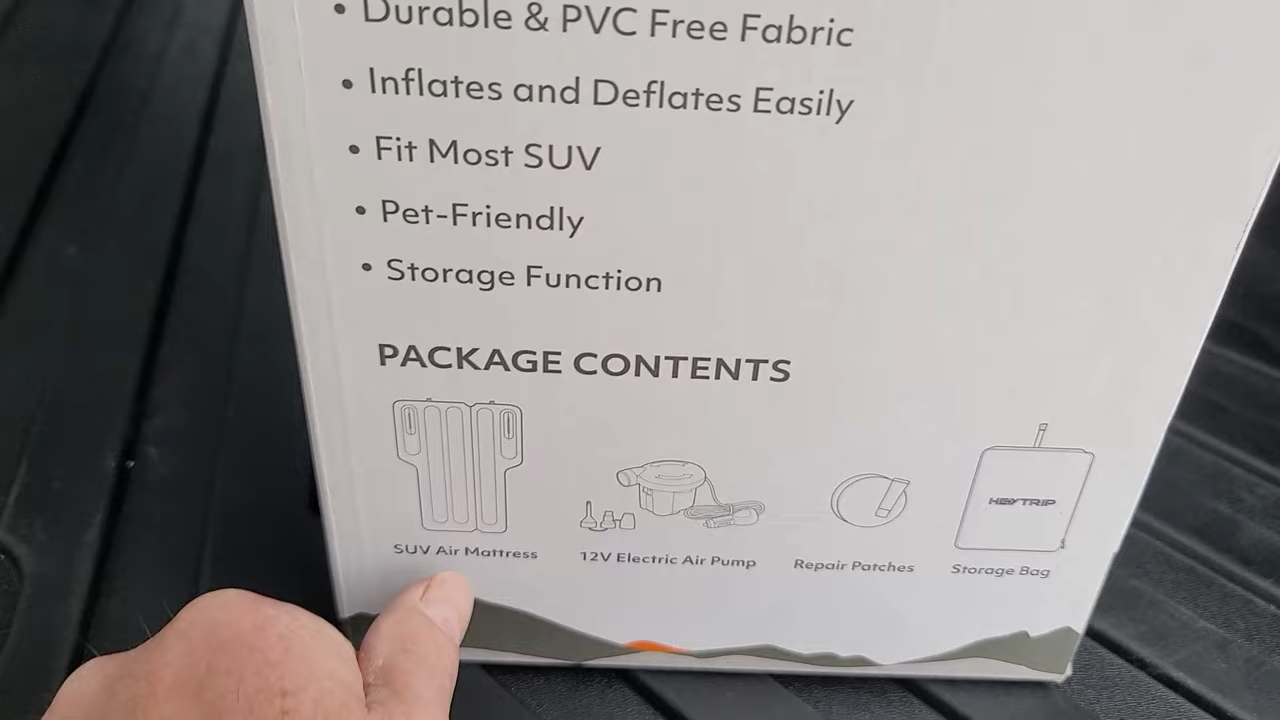 • Durable & PVC Free Fabric
• Inflates and Deflates Easily
• Fit Most SUV
• Pet-Friendly
• Storage Function
PACKAGE CONTENTS
HEYTRIP
SUV Air Mattress
12V Electric Air Pump
Repair Patches
Storage Bag